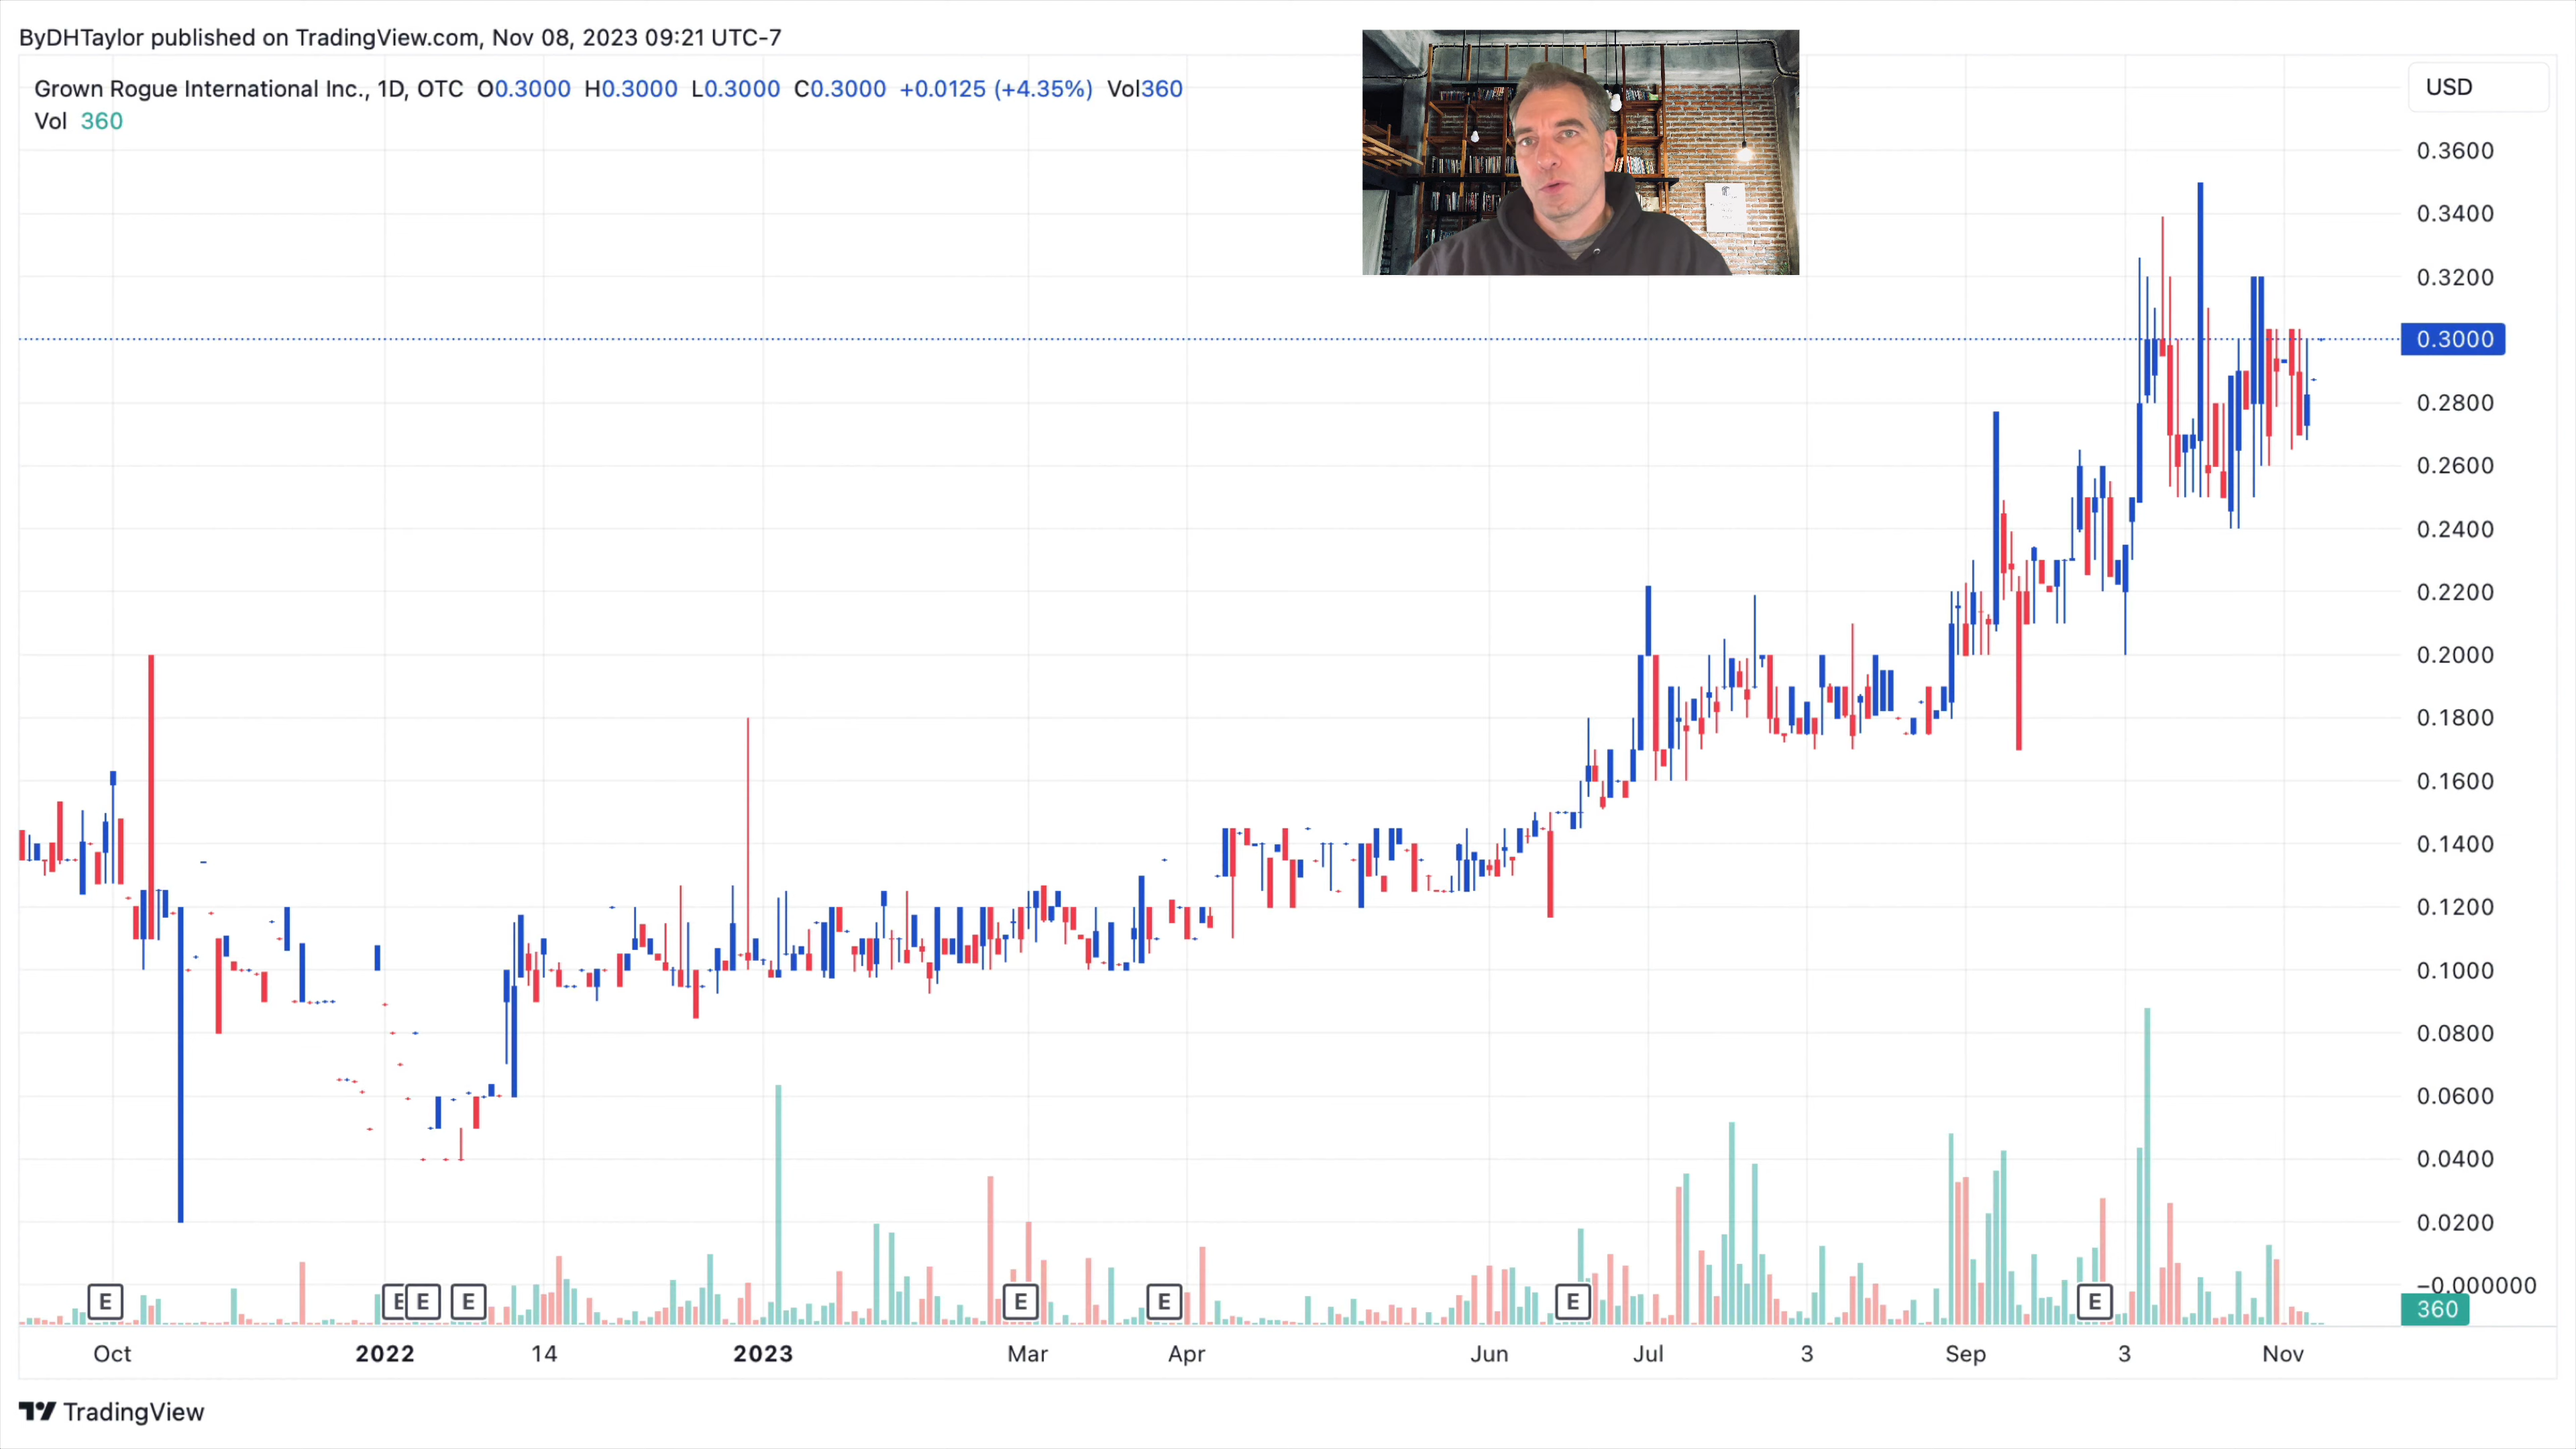 ByDHTaylor published on TradingView.com, Nov 08, 2023 09:21 UTC-7
Grown Rogue International Inc., 1D, OTC O0.3000 H0.3000 L0.3000 C0.3000 +0.0125 (+4.35%) Vol360
Vol 360
USD
0.3600
0.3400
0.3200
0.3000
0.2800
0.2600
0.2400
0.2200
0.2000
0.1800
0.1600
0.1400
0.1200
0.1000
0.0800
0.0600
0.0400
0.0200
−0.000000
E E E E E E E E
360
Oct 2022 14 2023 Mar Apr Jun Jul 3 Sep 3 Nov
TradingView